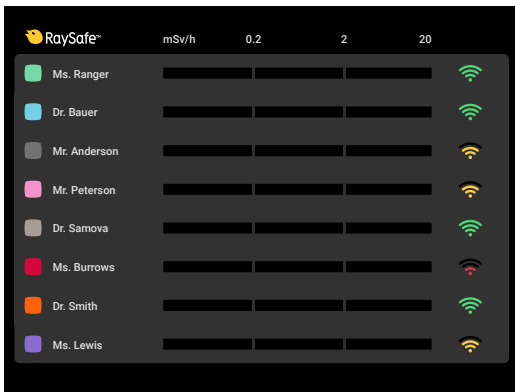 RaySafe™ mSv/h 0.2 2 20
Ms. Ranger
Dr. Bauer
Mr. Anderson
Mr. Peterson
Dr. Samova
Ms. Burrows
Dr. Smith
Ms. Lewis